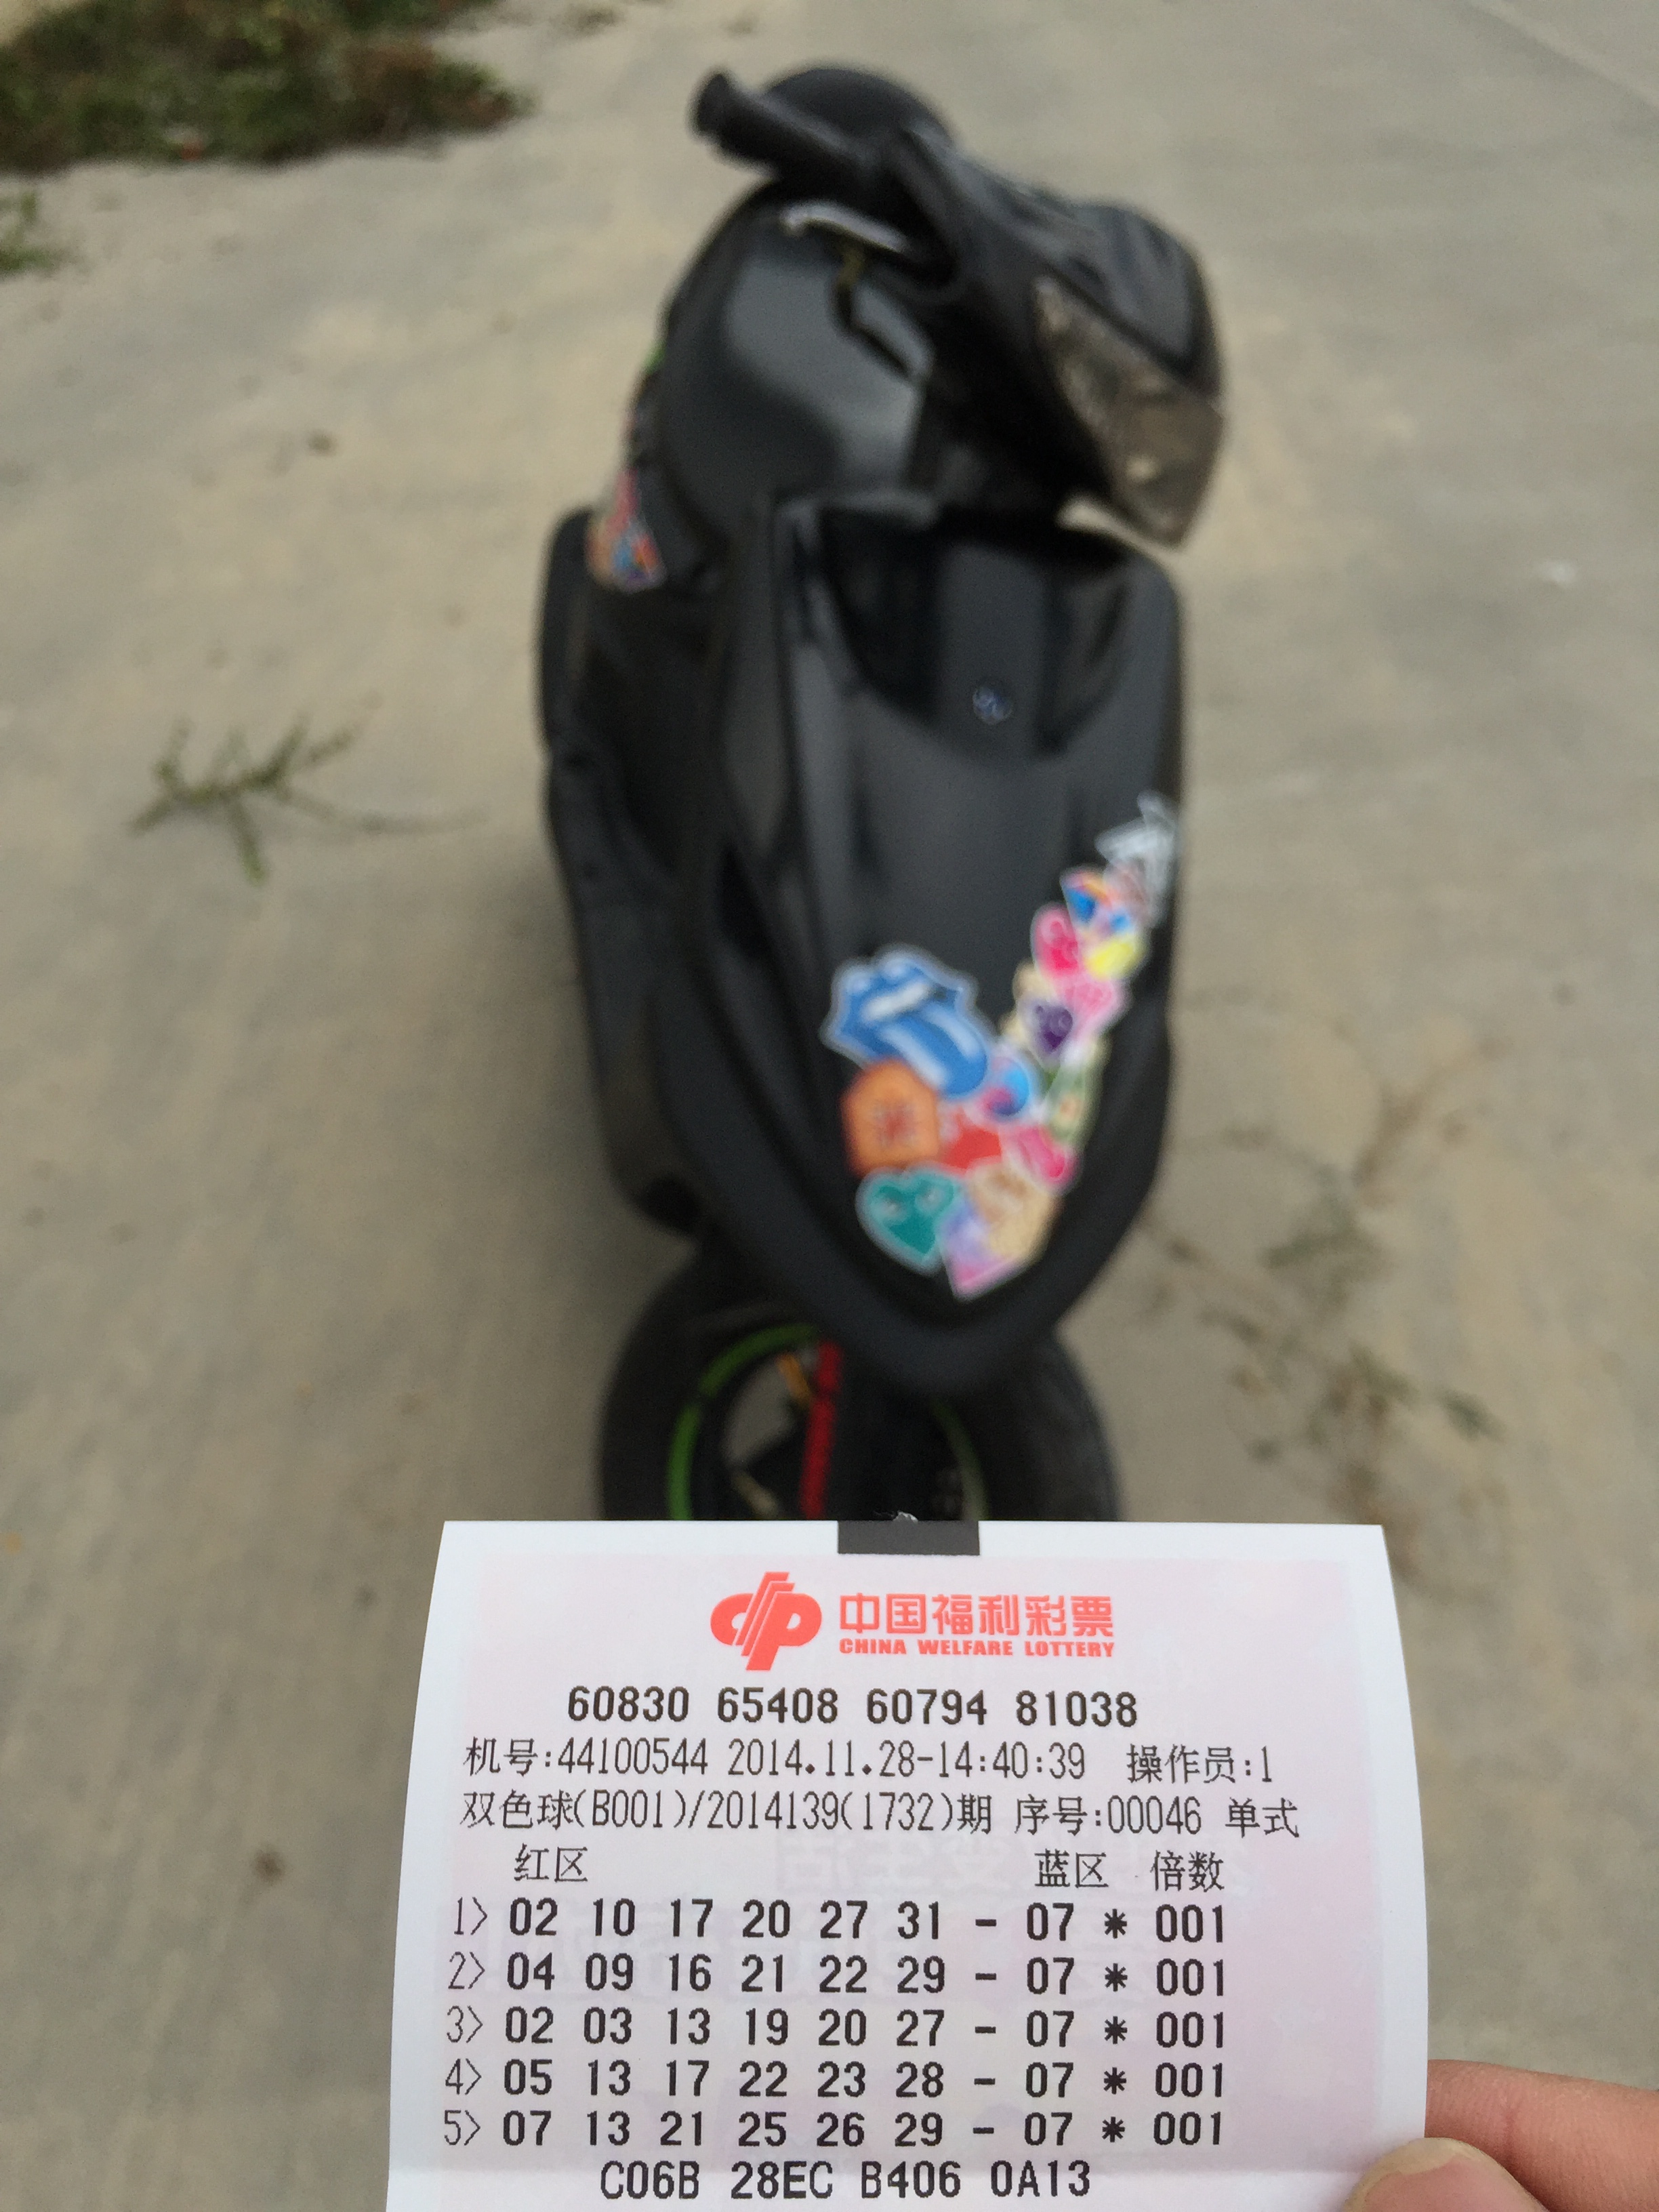 中国福利彩票
CHINA WELFARE LOTTERY
60830 65408 60794 81038
机号:44100544 2014.11.28-14:40:39 操作员:1
双色球(B001)/2014139(1732)期 序号:00046 单式
红区 蓝区 倍数
1> 02 10 17 20 27 31 - 07 * 001
2> 04 09 16 21 22 29 - 07 * 001
3> 02 03 13 19 20 27 - 07 * 001
4> 05 13 17 22 23 28 - 07 * 001
5> 07 13 21 25 26 29 - 07 * 001
C06B 28EC B406 0A13